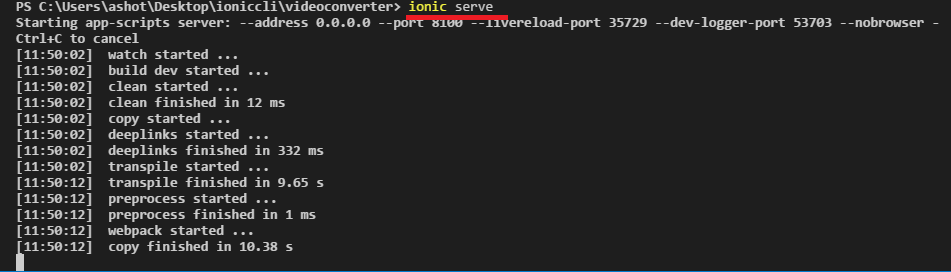 PS C:\Users\ashot\Desktop\ioniccli\videoconverter> ionic serve
Starting app-scripts server: --address 0.0.0.0 --port 8100 --livereload-port 35729 --dev-logger-port 53703 --nobrowser -
Ctrl+C to cancel
[11:50:02]  watch started ...
[11:50:02]  build dev started ...
[11:50:02]  clean started ...
[11:50:02]  clean finished in 12 ms
[11:50:02]  copy started ...
[11:50:02]  deeplinks started ...
[11:50:02]  deeplinks finished in 332 ms
[11:50:02]  transpile started ...
[11:50:12]  transpile finished in 9.65 s
[11:50:12]  preprocess started ...
[11:50:12]  preprocess finished in 1 ms
[11:50:12]  webpack started ...
[11:50:12]  copy finished in 10.38 s